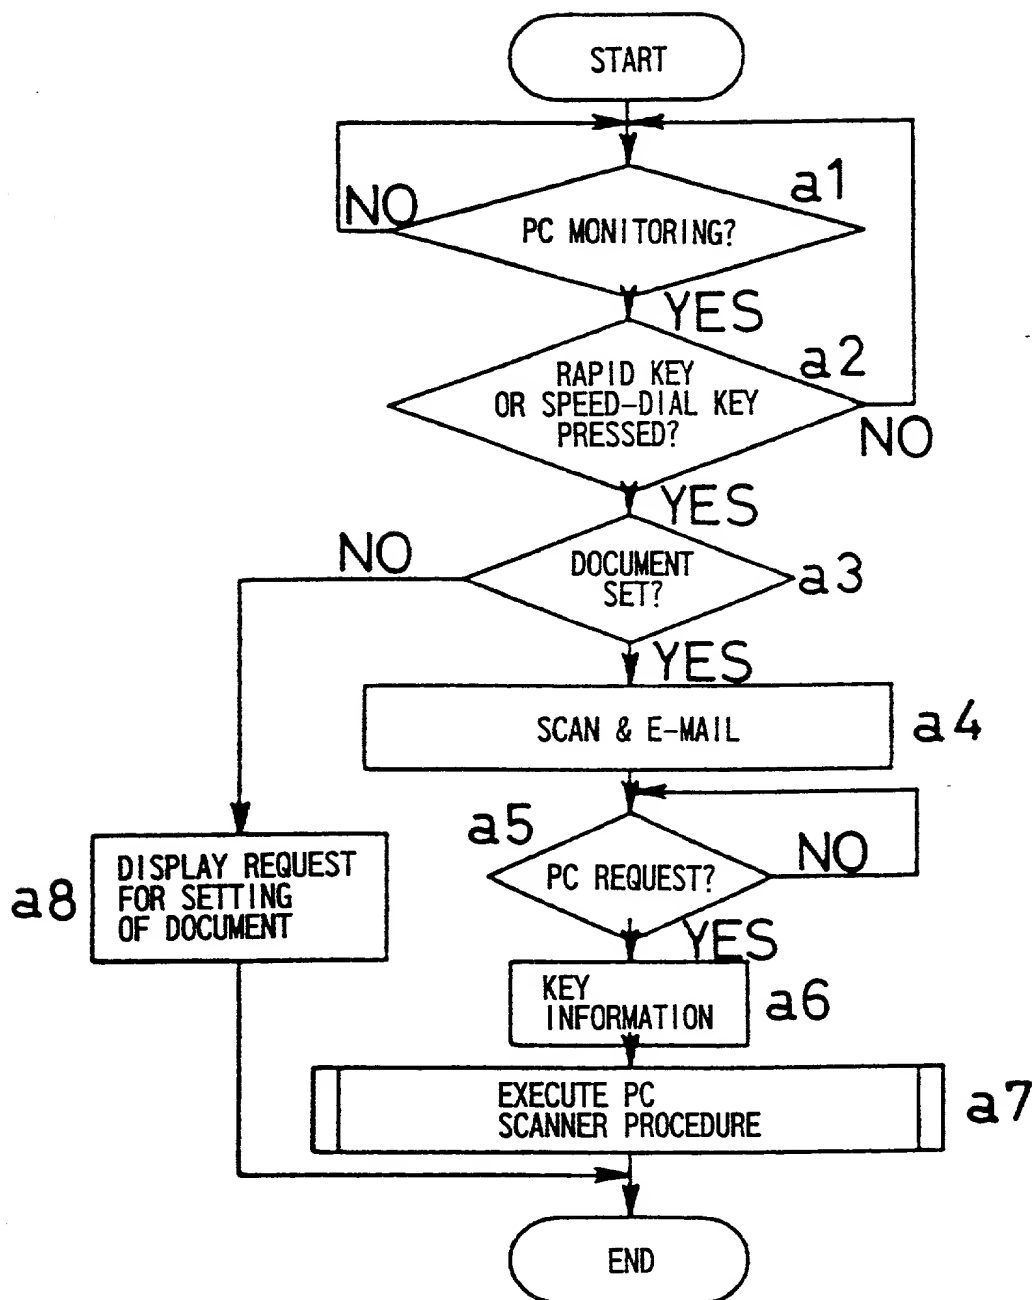 START
a1
NO
PC MONITORING?
YES
a2
RAPID KEY
OR SPEED-DIAL KEY
PRESSED?
NO
YES
NO
DOCUMENT
SET?
a3
YES
SCAN & E-MAIL
a4
a5
PC REQUEST?
NO
DISPLAY REQUEST
FOR SETTING
OF DOCUMENT
a8
YES
KEY
INFORMATION
a6
EXECUTE PC
SCANNER PROCEDURE
a7
END